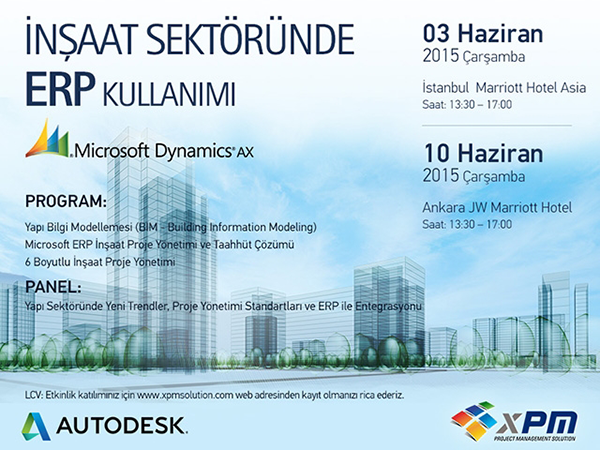 İNŞAAT SEKTÖRÜNDE
ERP KULLANIMI
Microsoft Dynamics® AX
PROGRAM:
Yapı Bilgi Modellemesi (BIM - Building Information Modeling)
Microsoft ERP İnşaat Proje Yönetimi ve Taahhüt Çözümü
6 Boyutlu İnşaat Proje Yönetimi
PANEL:
Yapı Sektöründe Yeni Trendler, Proje Yönetimi Standartları ve ERP ile Entegrasyonu
03 Haziran
2015 Çarşamba
İstanbul Marriott Hotel Asia
Saat: 13:30 – 17:00
10 Haziran
2015 Çarşamba
Ankara JW Marriott Hotel
Saat: 13:30 – 17:00
LCV: Etkinlik katılımınız için www.xpmsolution.com web adresinden kayıt olmanızı rica ederiz.
AUTODESK.
xPM
PROJECT MANAGEMENT SOLUTION